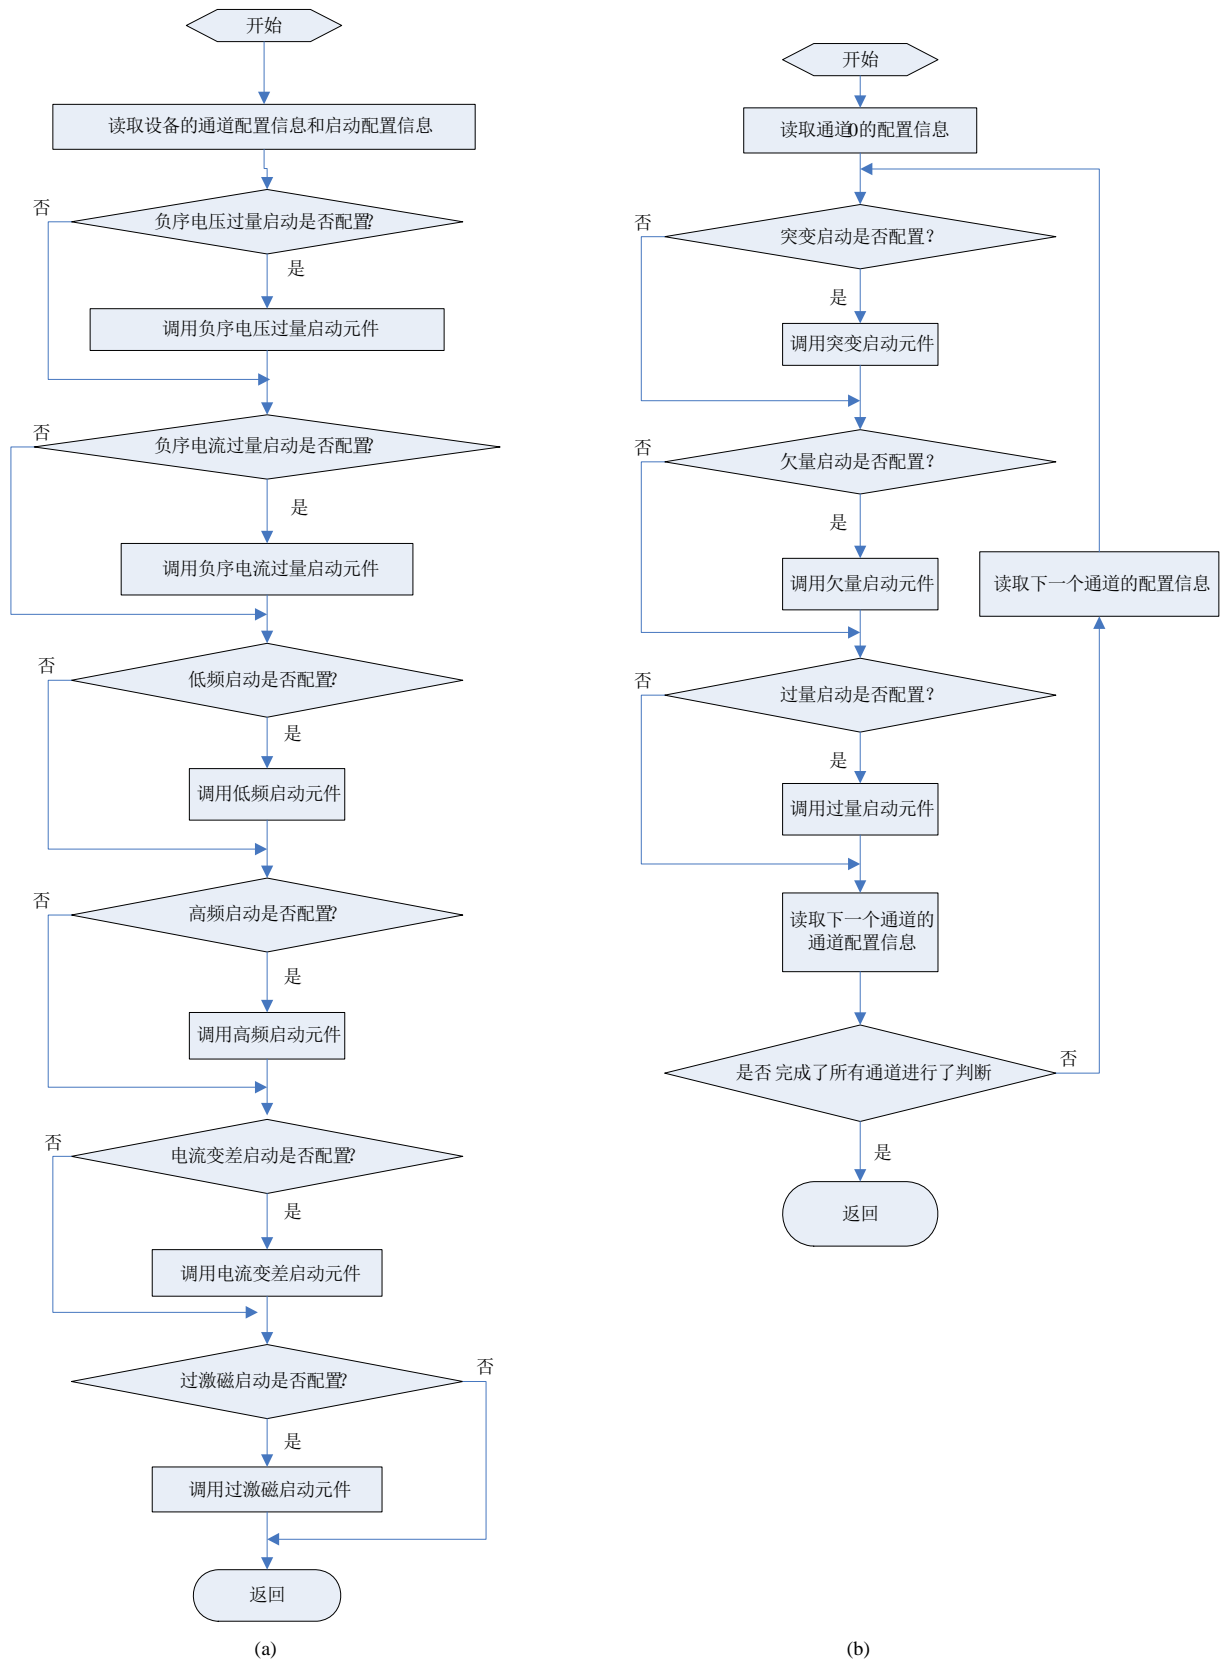 开始
读取设备的通道配置信息和启动配置信息
负序电压过量启动是否配置?
否
是
调用负序电压过量启动元件
负序电流过量启动是否配置?
否
是
调用负序电流过量启动元件
低频启动是否配置?
否
是
调用低频启动元件
高频启动是否配置?
否
是
调用高频启动元件
电流变差启动是否配置?
否
是
调用电流变差启动元件
过激磁启动是否配置?
否
是
调用过激磁启动元件
返回
(a)
开始
读取通道0的配置信息
突变启动是否配置?
否
是
调用突变启动元件
欠量启动是否配置?
否
是
调用欠量启动元件
读取下一个通道的配置信息
过量启动是否配置?
否
是
调用过量启动元件
读取下一个通道的
通道配置信息
是否 完成了所有通道进行了判断
否
是
返回
(b)